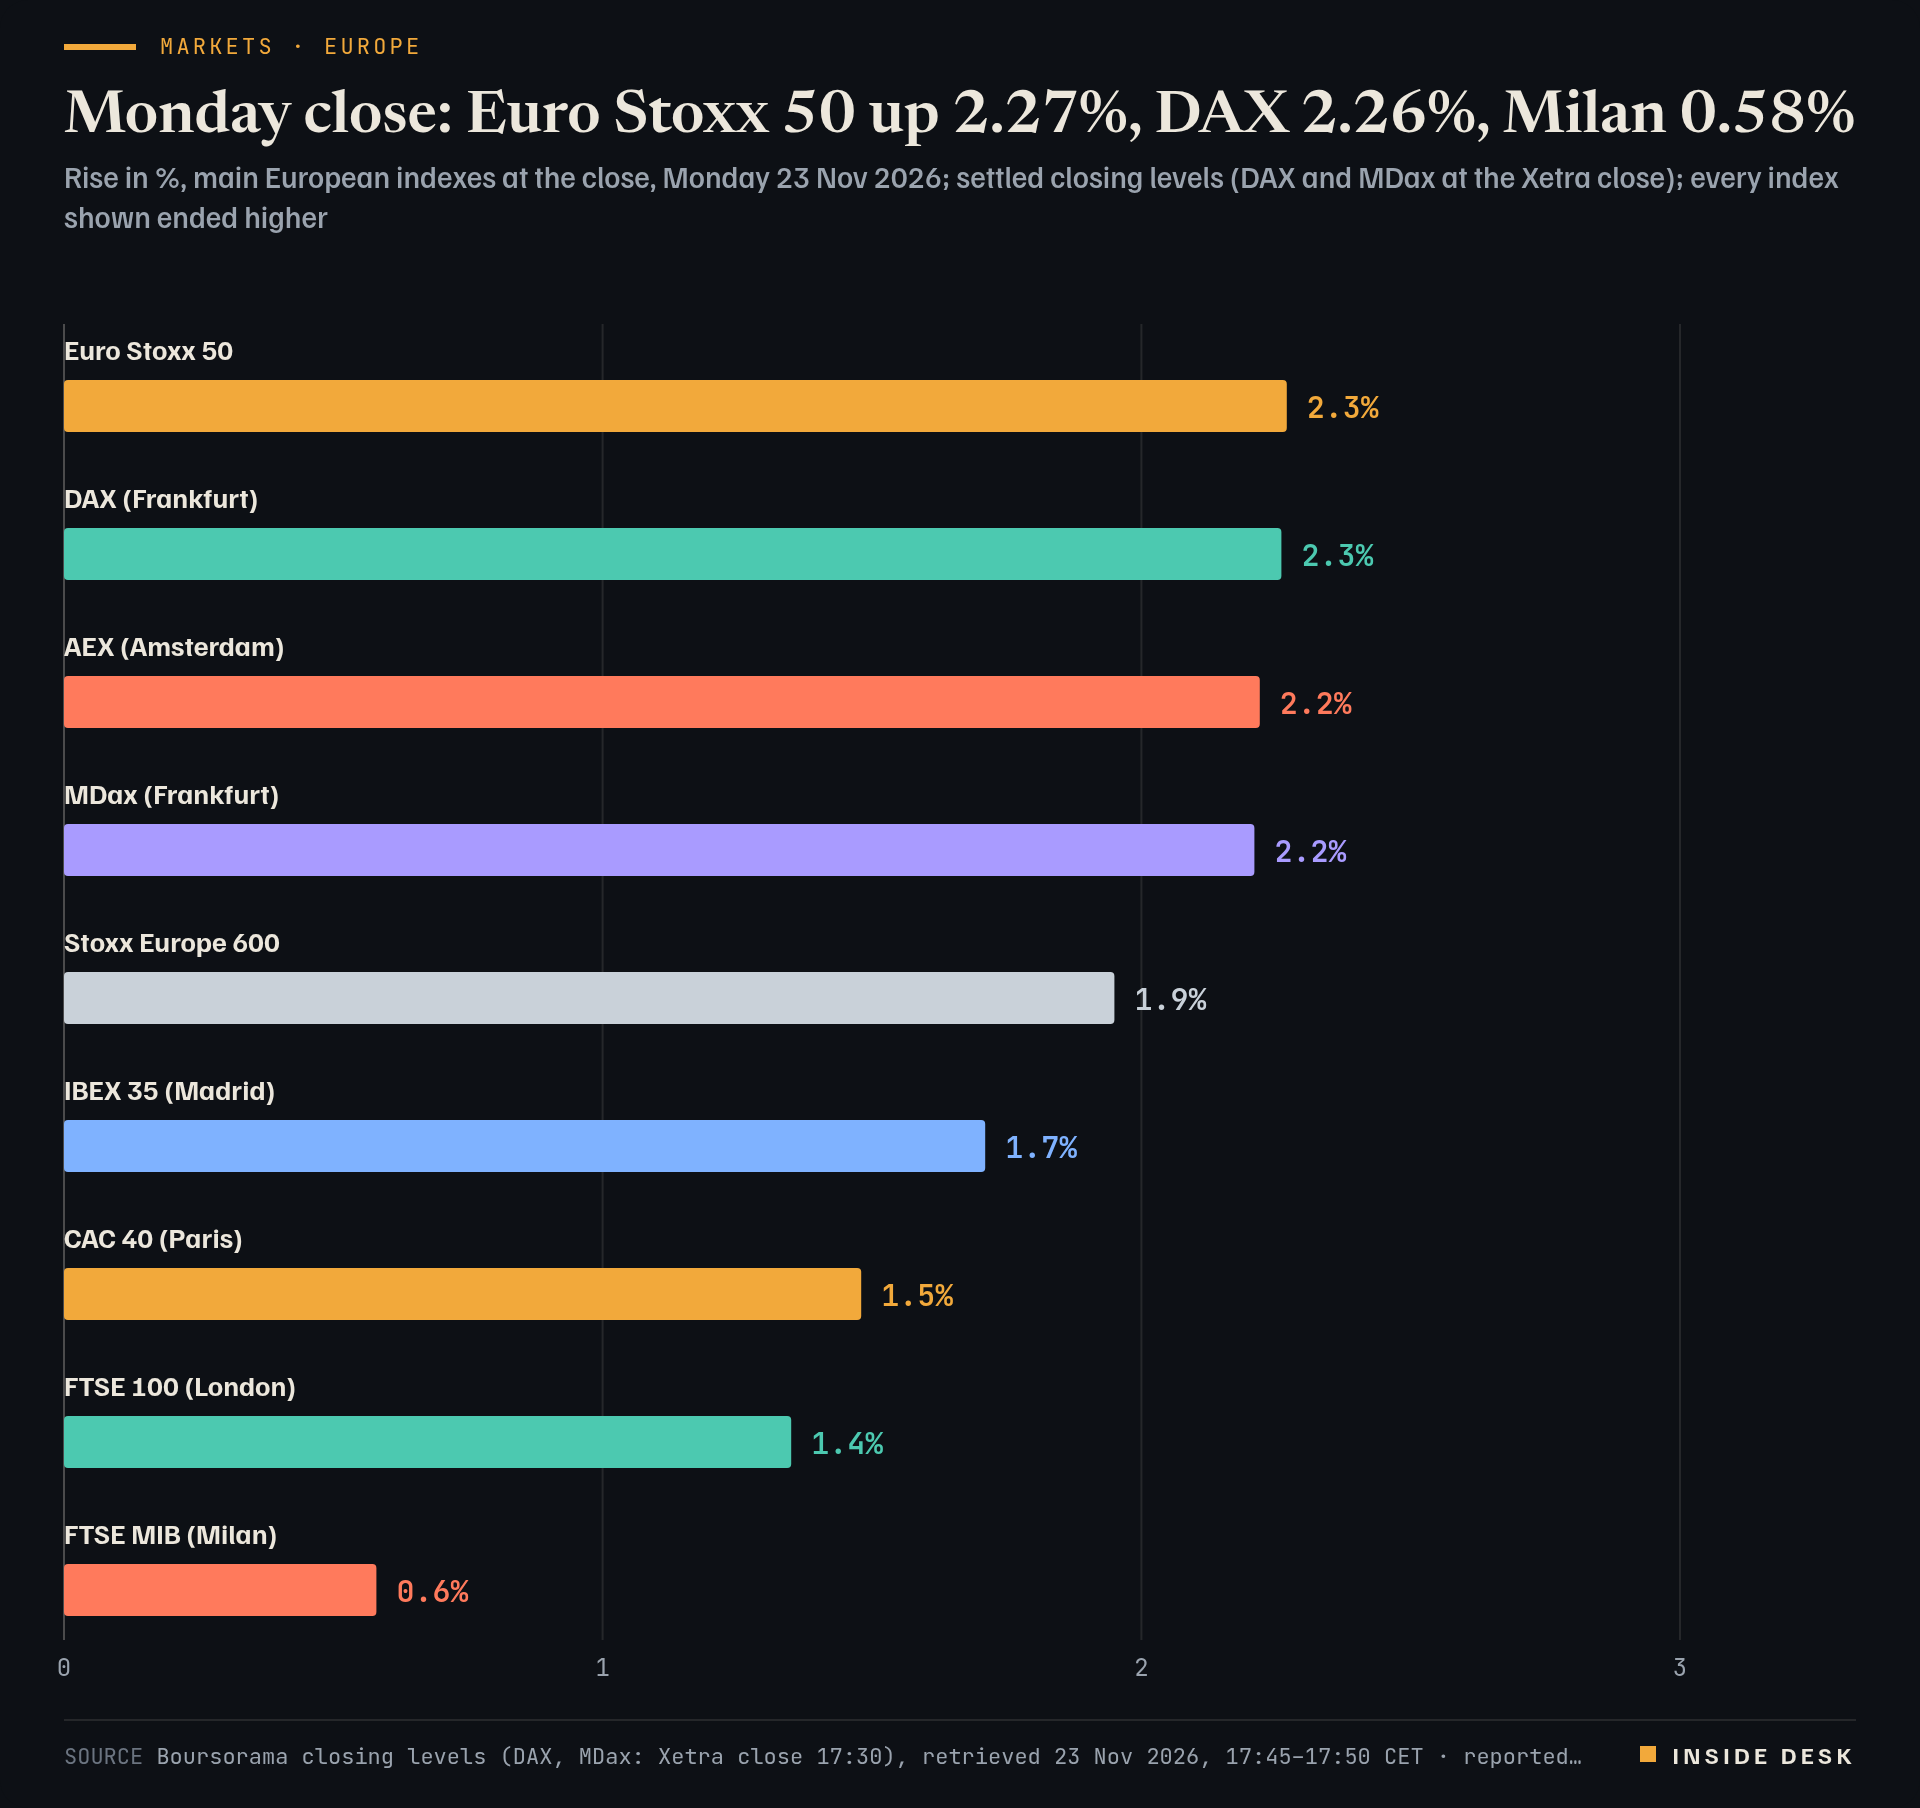 MARKETS · EUROPE
Monday close: Euro Stoxx 50 up 2.27%, DAX 2.26%, Milan 0.58%
Rise in %, main European indexes at the close, Monday 23 Nov 2026; settled closing levels (DAX and MDax at the Xetra close); every index
shown ended higher
Euro Stoxx 50
2.3%
DAX (Frankfurt)
2.3%
AEX (Amsterdam)
2.2%
MDax (Frankfurt)
2.2%
Stoxx Europe 600
1.9%
IBEX 35 (Madrid)
1.7%
CAC 40 (Paris)
1.5%
FTSE 100 (London)
1.4%
FTSE MIB (Milan)
0.6%
0 1 2 3
SOURCE Boursorama closing levels (DAX, MDax: Xetra close 17:30), retrieved 23 Nov 2026, 17:45–17:50 CET · reported…
INSIDE DESK